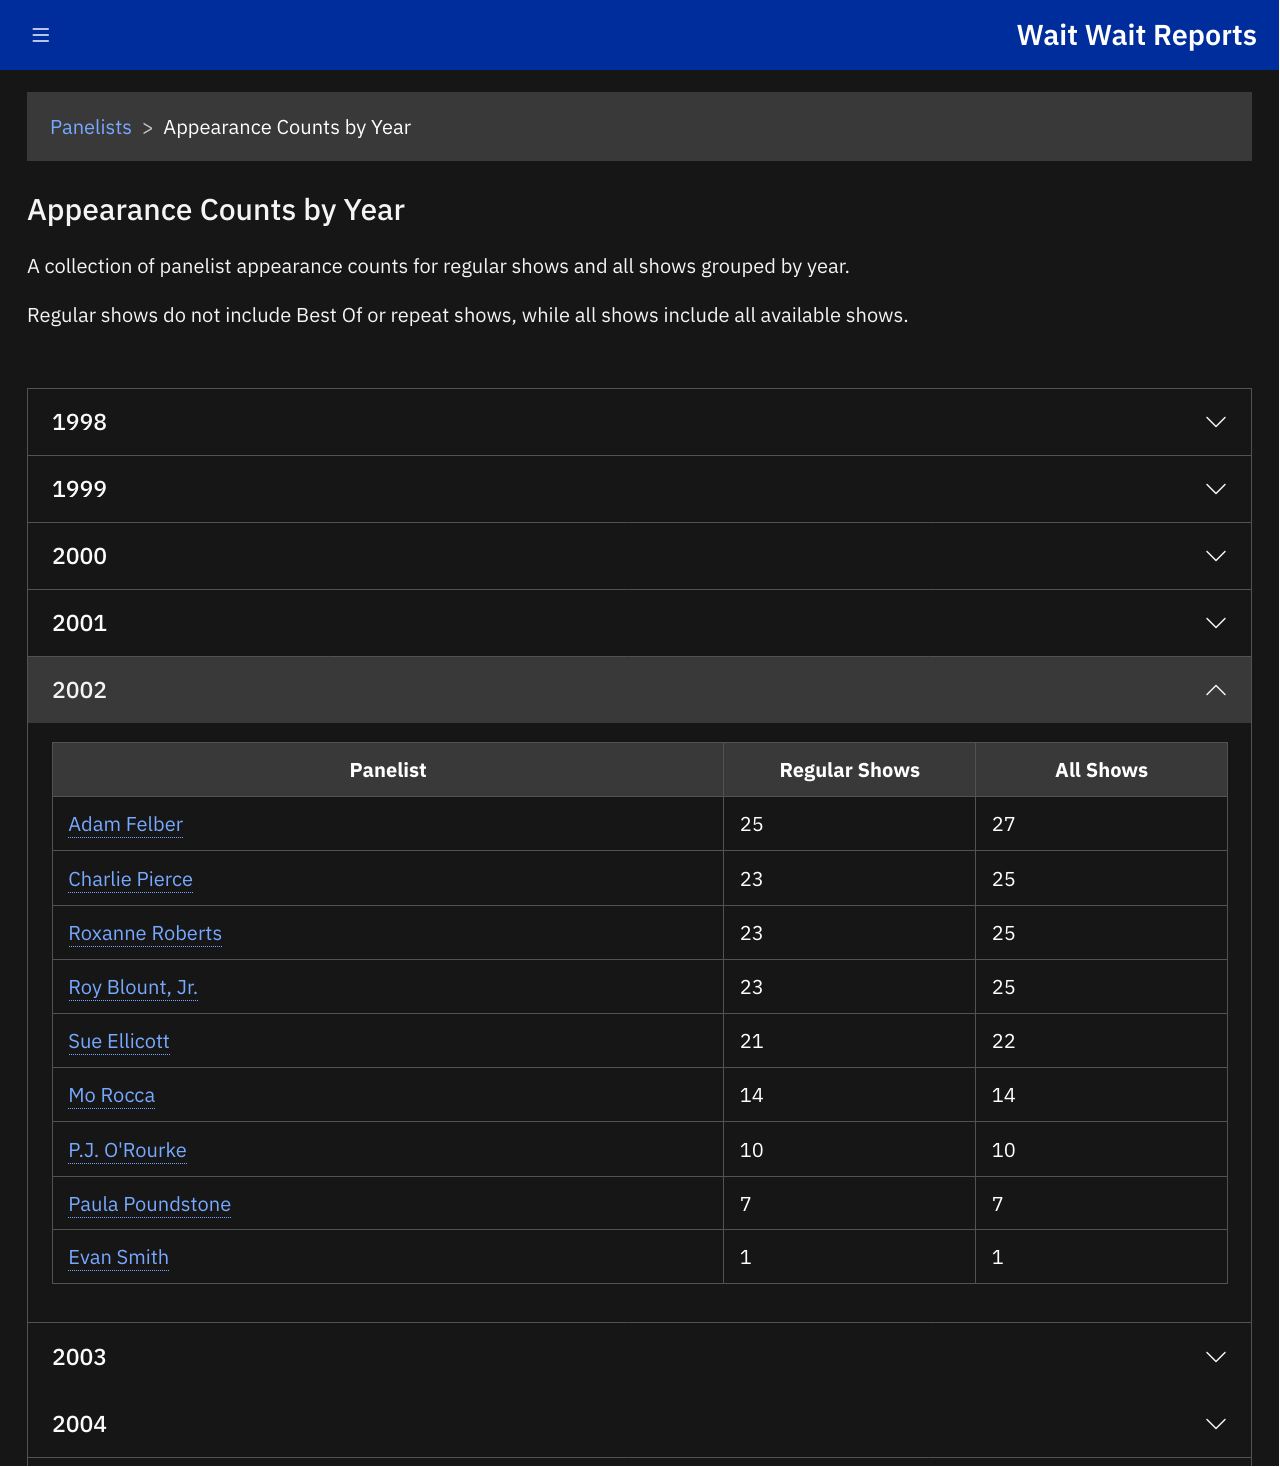 Wait Wait Reports
Panelists > Appearance Counts by Year
Appearance Counts by Year
A collection of panelist appearance counts for regular shows and all shows grouped by year.
Regular shows do not include Best Of or repeat shows, while all shows include all available shows.
1998
1999
2000
2001
2002
Panelist Regular Shows All Shows
Adam Felber 25 27
Charlie Pierce 23 25
Roxanne Roberts 23 25
Roy Blount, Jr. 23 25
Sue Ellicott 21 22
Mo Rocca 14 14
P.J. O'Rourke 10 10
Paula Poundstone 7 7
Evan Smith 1 1
2003
2004